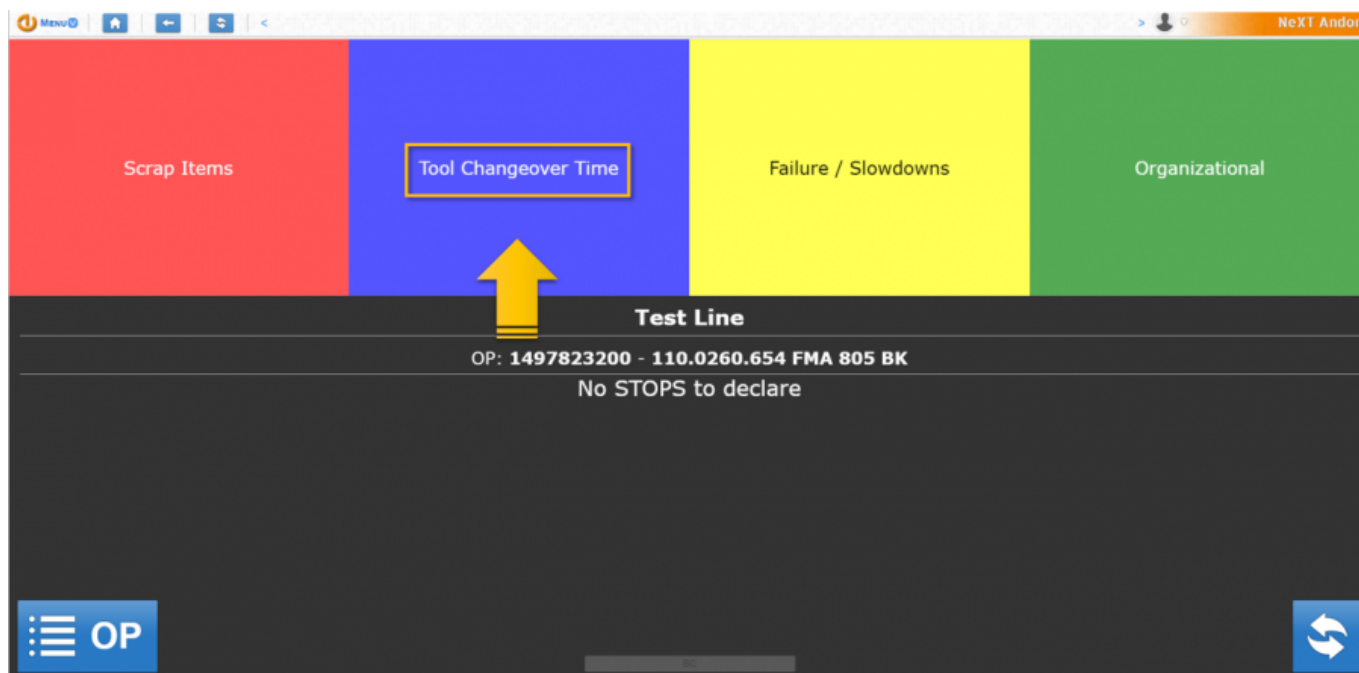 MENU
NeXT Andon
Scrap Items
Tool Changeover Time
Failure / Slowdowns
Organizational
Test Line
OP: 1497823200 - 110.0260.654 FMA 805 BK
No STOPS to declare
OP